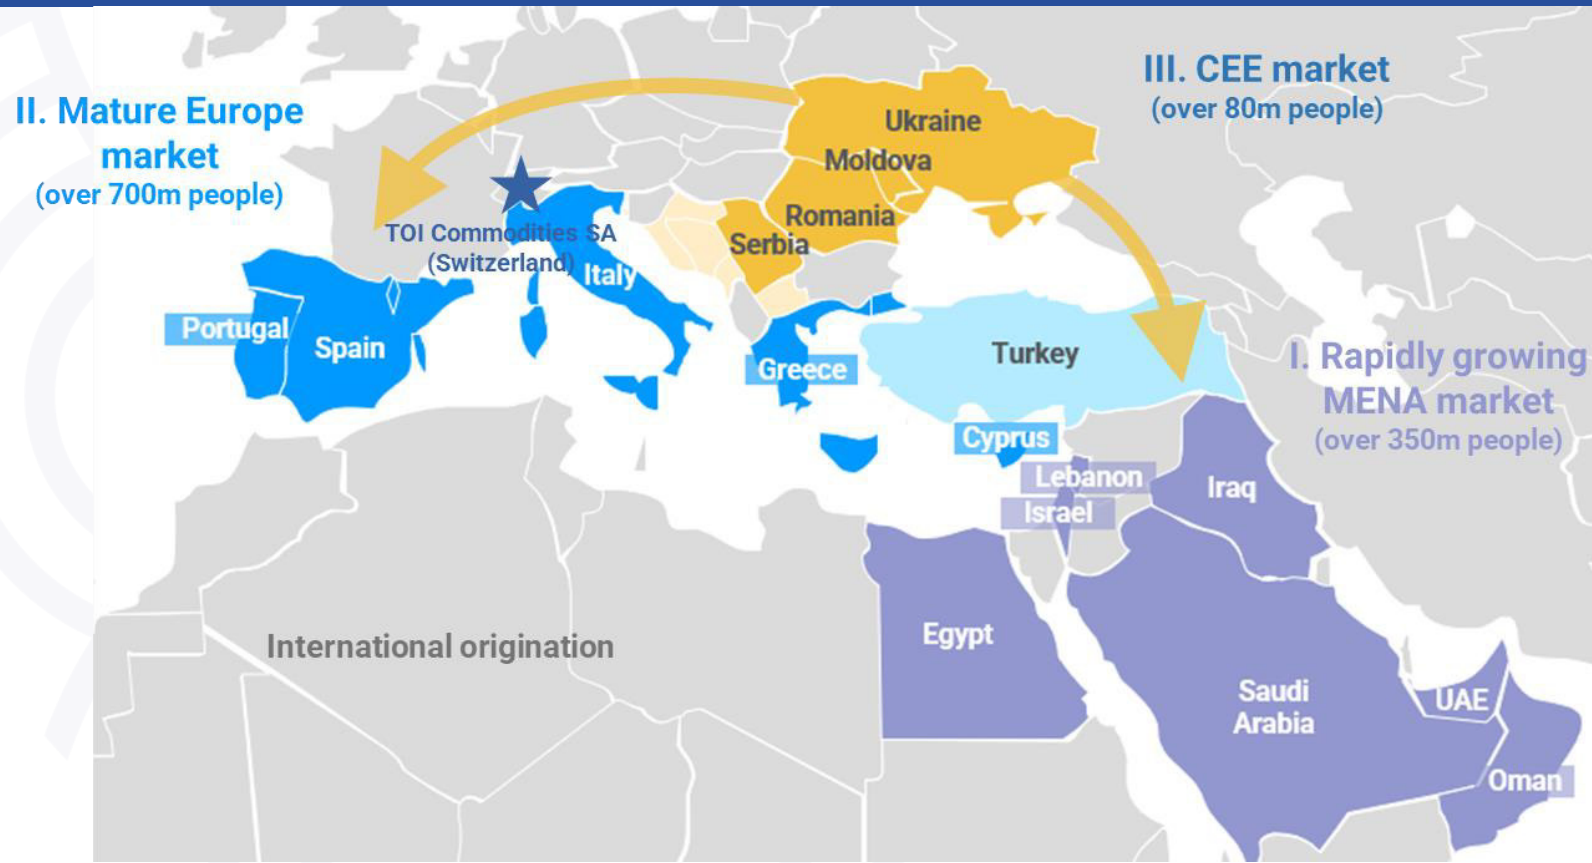 III. CEE market
(over 80m people)
II. Mature Europe
market
(over 700m people)
Ukraine
Moldova
Romania
Serbia
TOI Commodities SA
(Switzerland)
Italy
Portugal
Spain
Greece
Turkey
I. Rapidly growing
MENA market
(over 350m people)
Cyprus
Lebanon
Israel
Iraq
International origination
Egypt
Saudi
Arabia
UAE
Oman